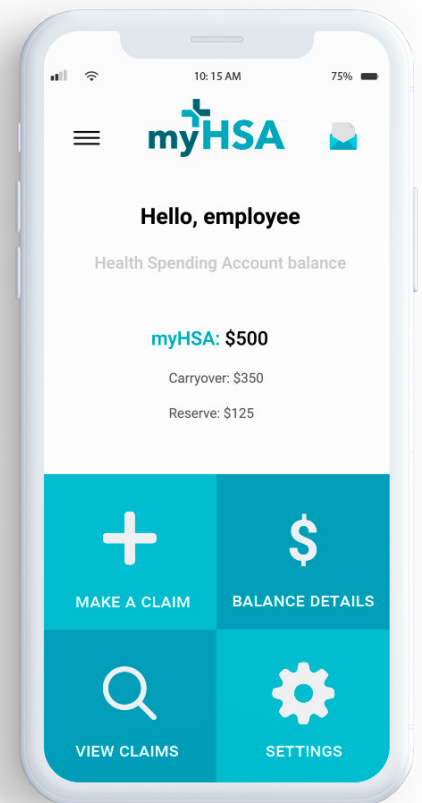 10:15 AM 75%
myHSA
Hello, employee
Health Spending Account balance
myHSA: $500
Carryover: $350
Reserve: $125
$
MAKE A CLAIM BALANCE DETAILS
VIEW CLAIMS SETTINGS